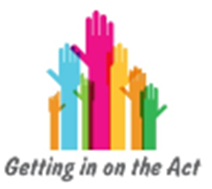 Getting in on the Act